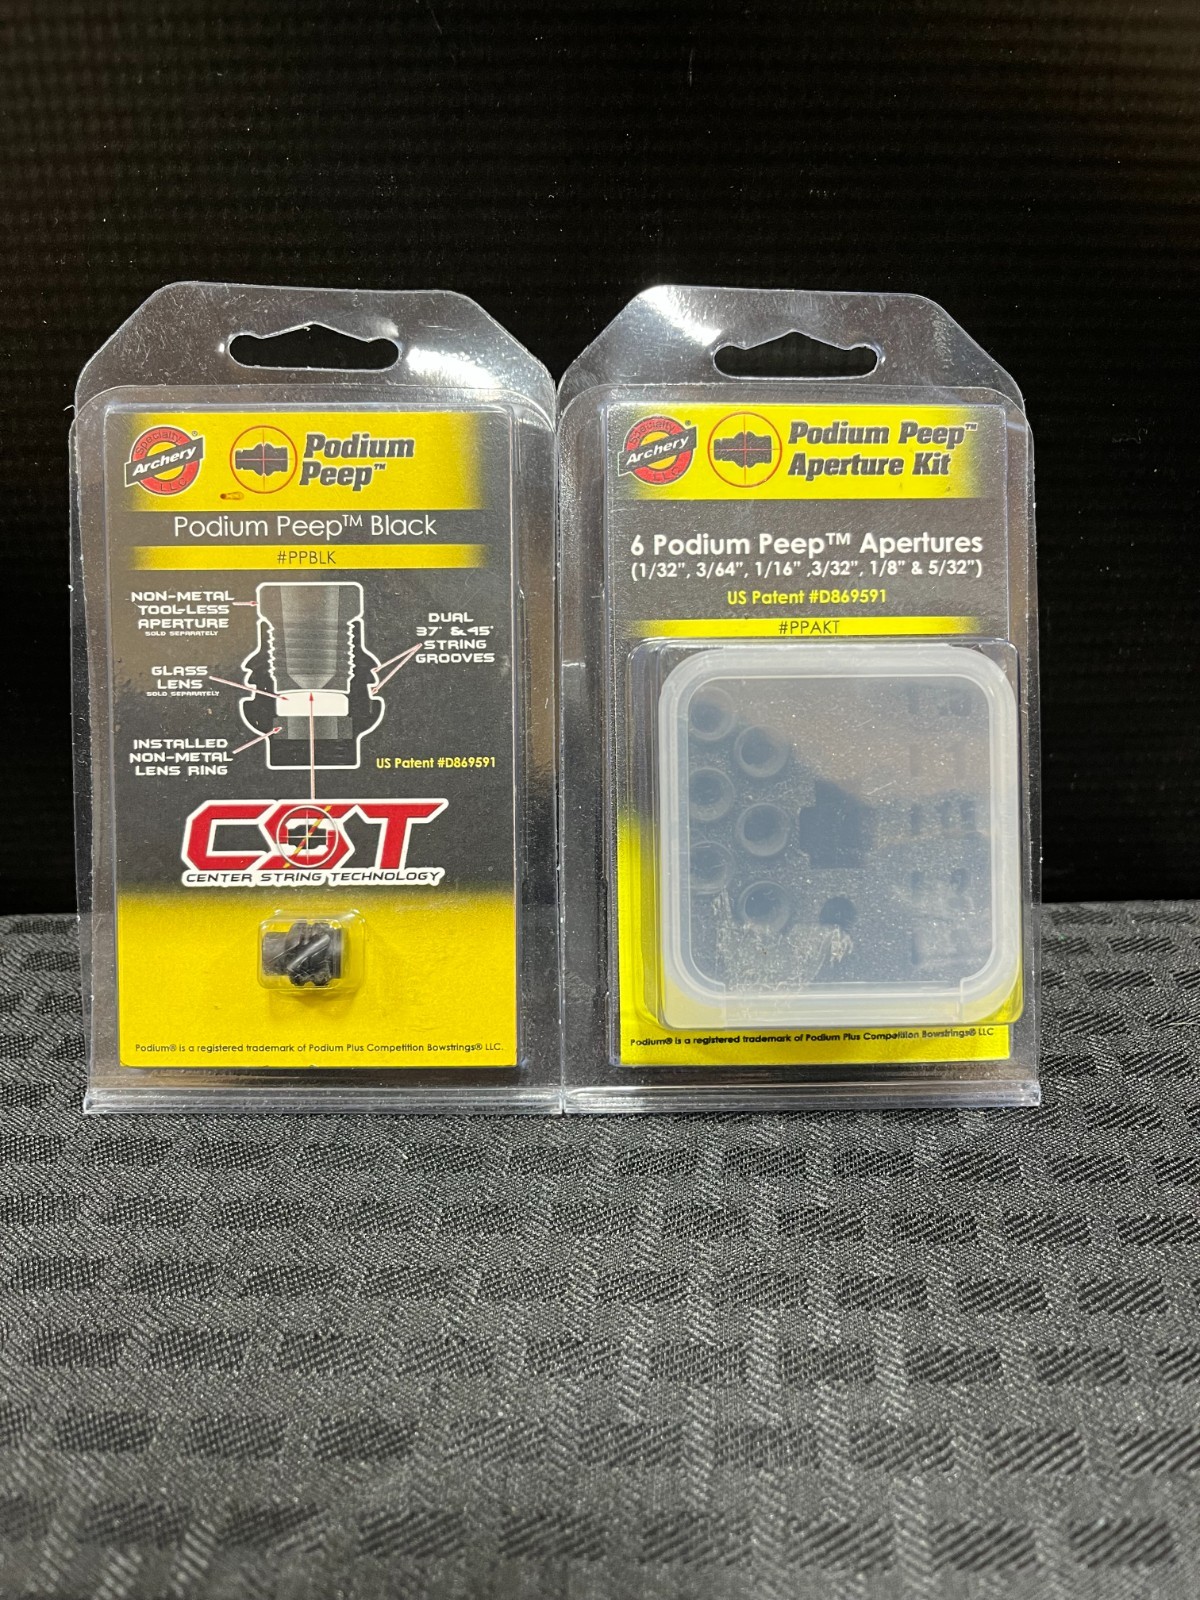 Specialty
Archery®
LLC
Podium
Peep™
Podium Peep™ Black
#PPBLK
NON-METAL
TOOL-LESS
APERTURE
SOLD SEPARATELY
GLASS
LENS
SOLD SEPARATELY
INSTALLED
NON-METAL
LENS RING
DUAL
37° & 45°
STRING
GROOVES
US Patent #D869591
CST
CENTER STRING TECHNOLOGY
Podium® is a registered trademark of Podium Plus Competition Bowstrings® LLC.
Specialty
Archery®
LLC
Podium Peep™
Aperture Kit
6 Podium Peep™ Apertures
(1/32", 3/64", 1/16" ,3/32", 1/8" & 5/32")
US Patent #D869591
#PPAKT
Podium® is a registered trademark of Podium Plus Competition Bowstrings® LLC